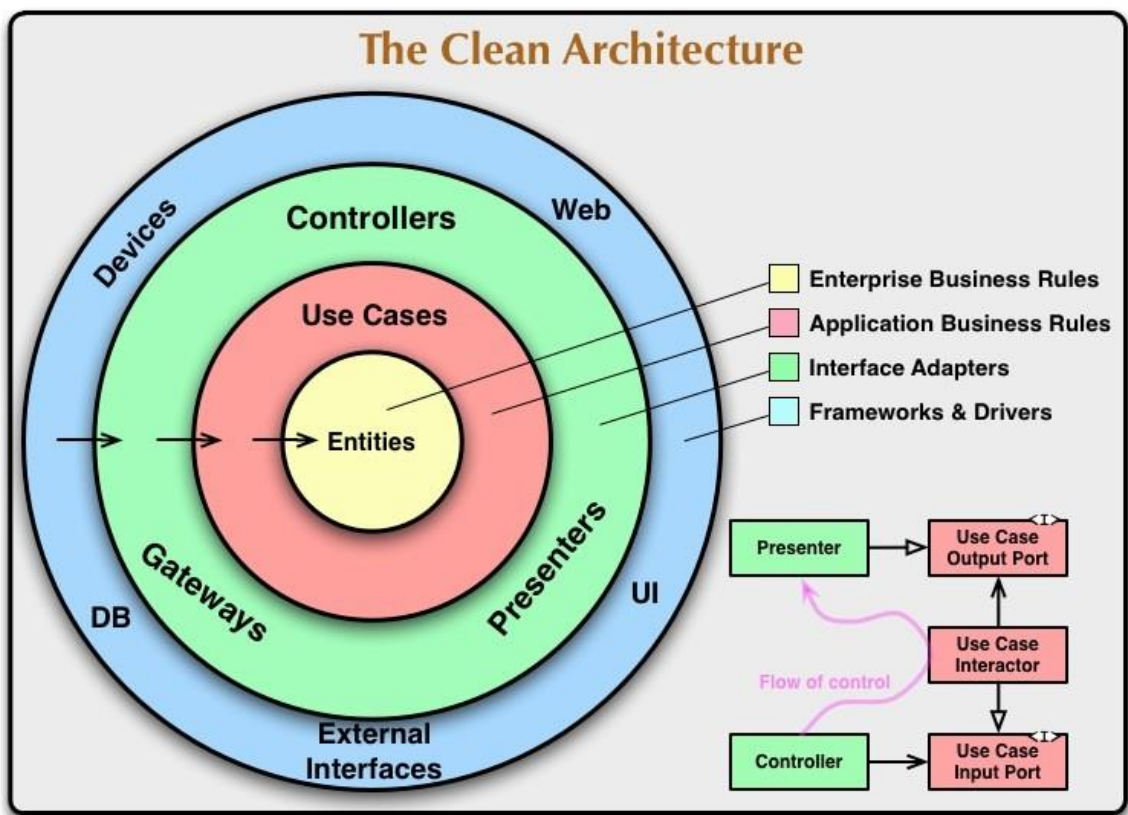 The Clean Architecture
Devices
Controllers
Web
Use Cases
Entities
Gateways
Presenters
DB
UI
External
Interfaces
Enterprise Business Rules
Application Business Rules
Interface Adapters
Frameworks & Drivers
Presenter
<I>
Use Case
Output Port
Use Case
Interactor
Flow of control
Controller
<I>
Use Case
Input Port